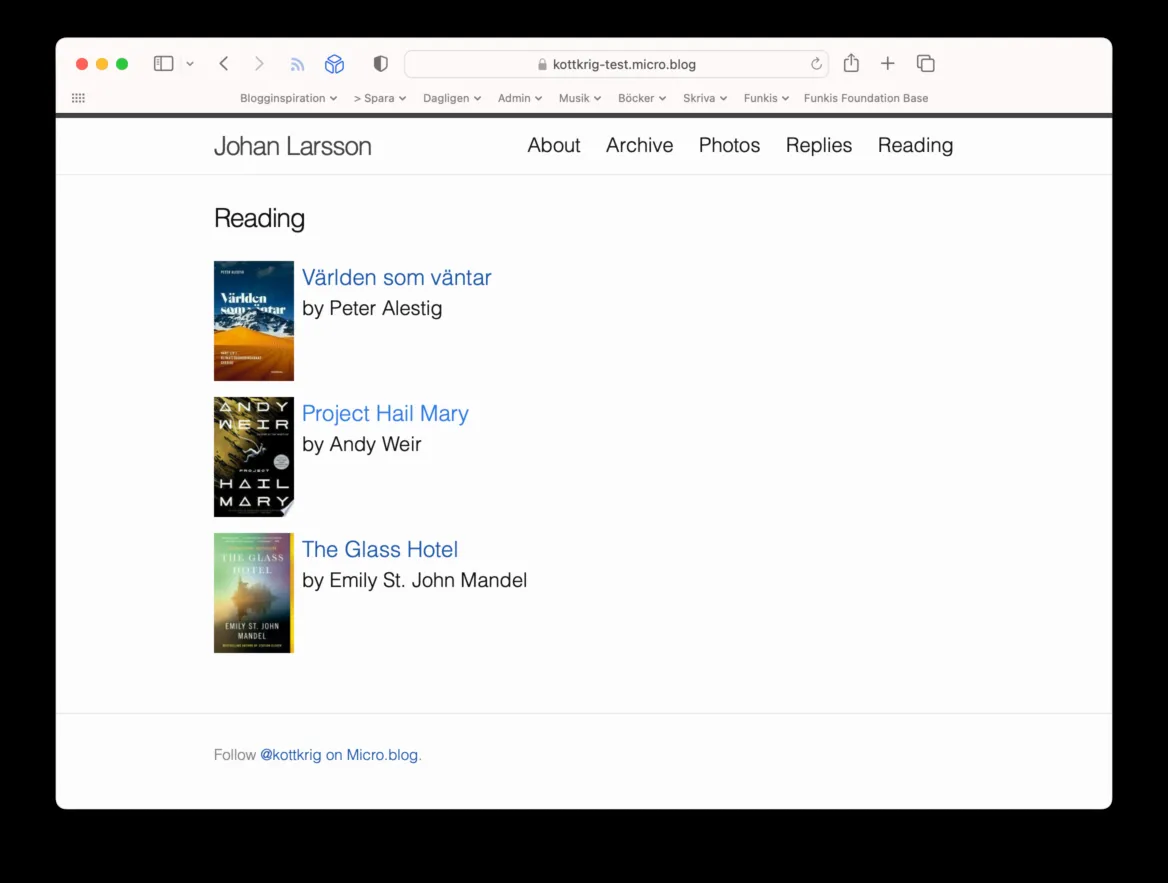 kottkrig-test.micro.blog
Blogginspiration > Spara Dagligen Admin Musik Böcker Skriva Funkis Funkis Foundation Base
Johan Larsson
About Archive Photos Replies Reading
Reading
PETER ALESTIG
Världen
som väntar
Världen som väntar
by Peter Alestig
ANDY
WEIR
PROJECT
HAIL
MARY
Project Hail Mary
by Andy Weir
THE GLASS
HOTEL
EMILY ST. JOHN
MANDEL
The Glass Hotel
by Emily St. John Mandel
Follow @kottkrig on Micro.blog.